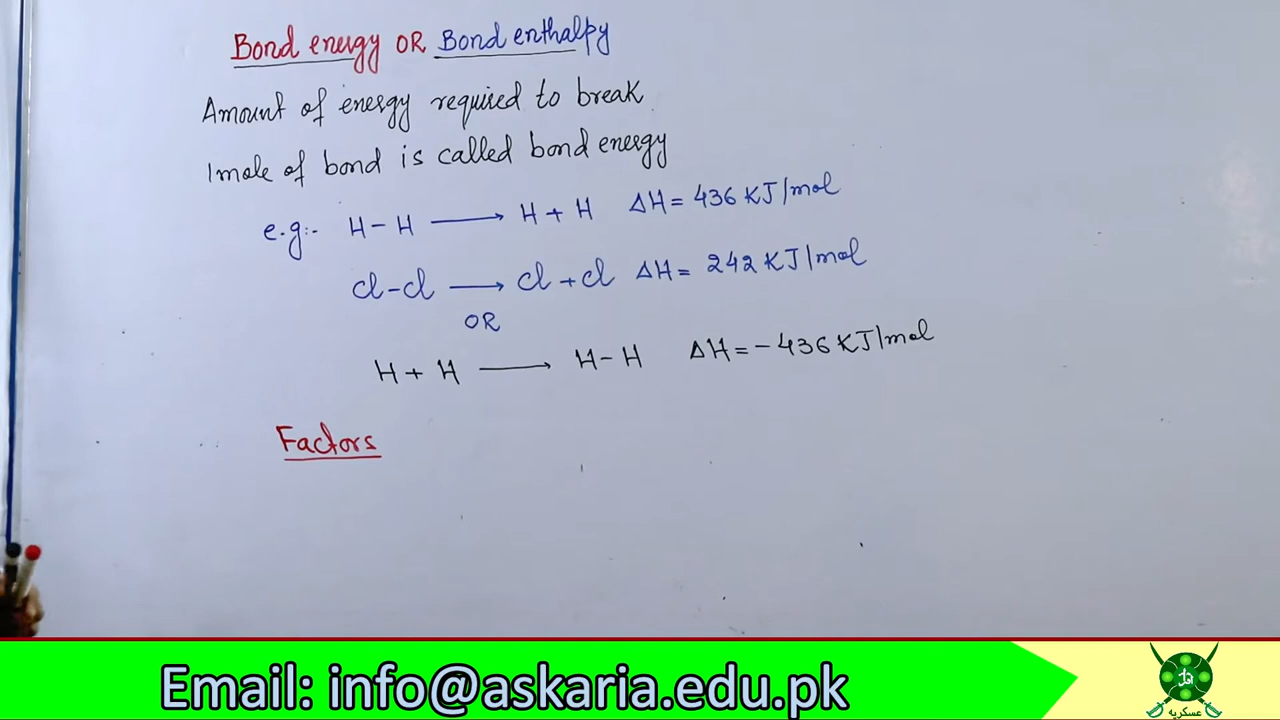 Bond energy OR Bond enthalpy
Amount of energy required to break
1 mole of bond is called bond energy
e.g:- H-H ⟶ H + H ΔH = 436 KJ/mol
Cl-Cl ⟶ Cl + Cl ΔH = 242 KJ/mol
OR
H + H ⟶ H-H ΔH = -436 KJ/mol
Factors
Email: info@askaria.edu.pk
عسکریہ